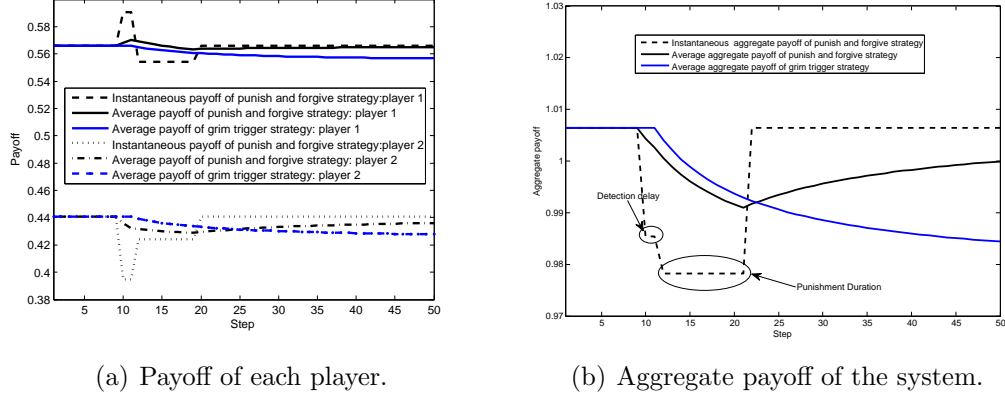 0.58
0.56
0.54
0.52
0.5
0.48
0.46
0.44
0.42
0.4
0.38
Payoff
Instantaneous payoff of punish and forgive strategy:player 1
Average payoff of punish and forgive strategy: player 1
Average payoff of grim trigger strategy: player 1
Instantaneous payoff of punish and forgive strategy:player 2
Average payoff of punish and forgive strategy: player 2
Average payoff of grim trigger strategy: player 2
5 10 15 20 25 30 35 40 45 50
Step
(a) Payoff of each player.
1.03
1.02
1.01
1
0.99
0.98
0.97
Aggregate payoff
Instantaneous aggregate payoff of punish and forgive strategy
Average aggregate payoff of punish and forgive strategy
Average aggregate payoff of grim trigger strategy
Detection delay
Punishment Duration
5 10 15 20 25 30 35 40 45 50
Step
(b) Aggregate payoff of the system.